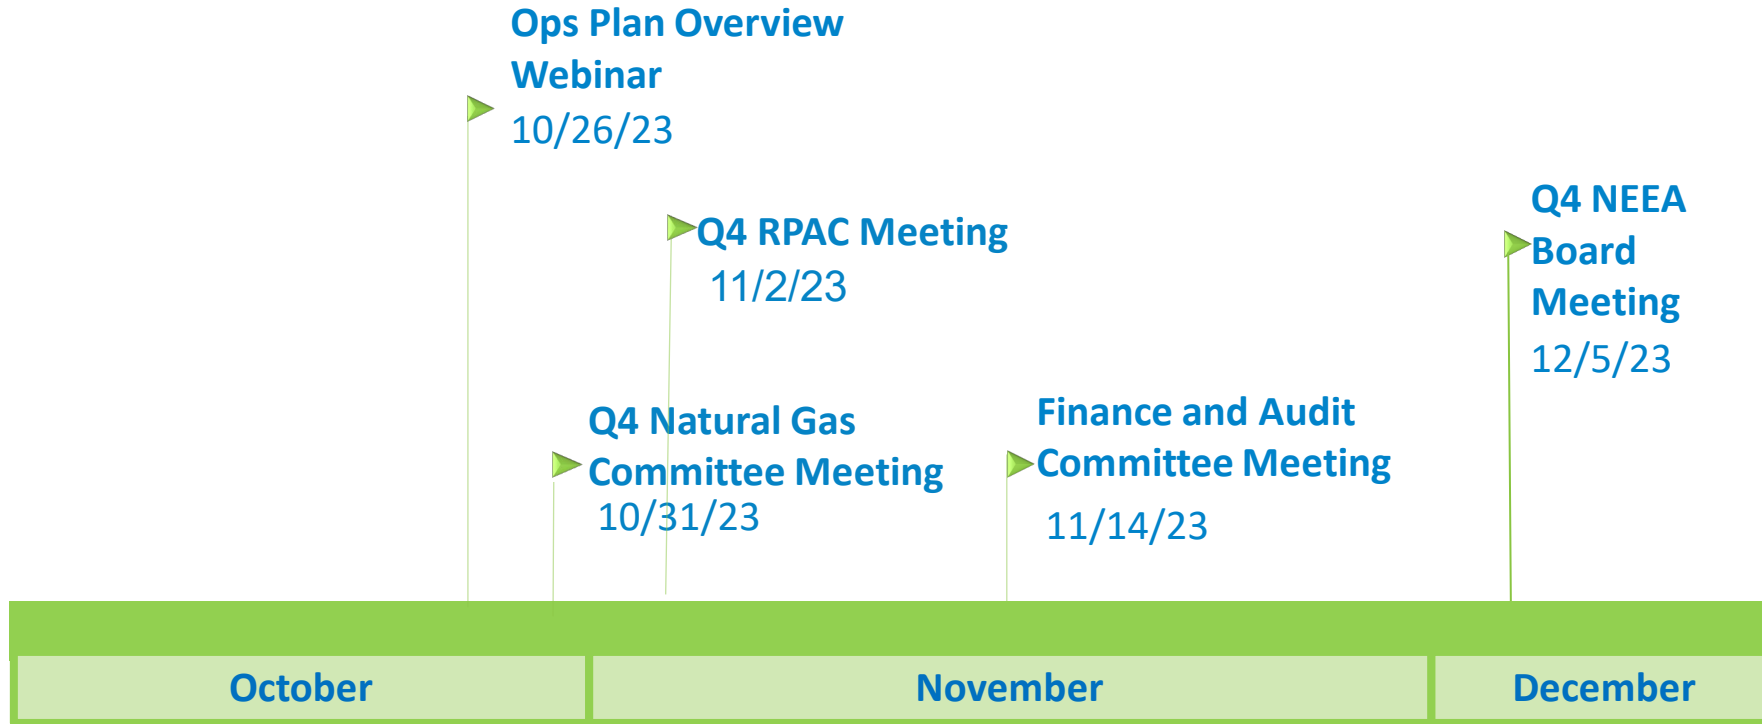 Ops Plan Overview
Webinar
10/26/23
Q4 RPAC Meeting
11/2/23
Q4 NEEA
Board
Meeting
12/5/23
Q4 Natural Gas
Committee Meeting
10/31/23
Finance and Audit
Committee Meeting
11/14/23
October
November
December